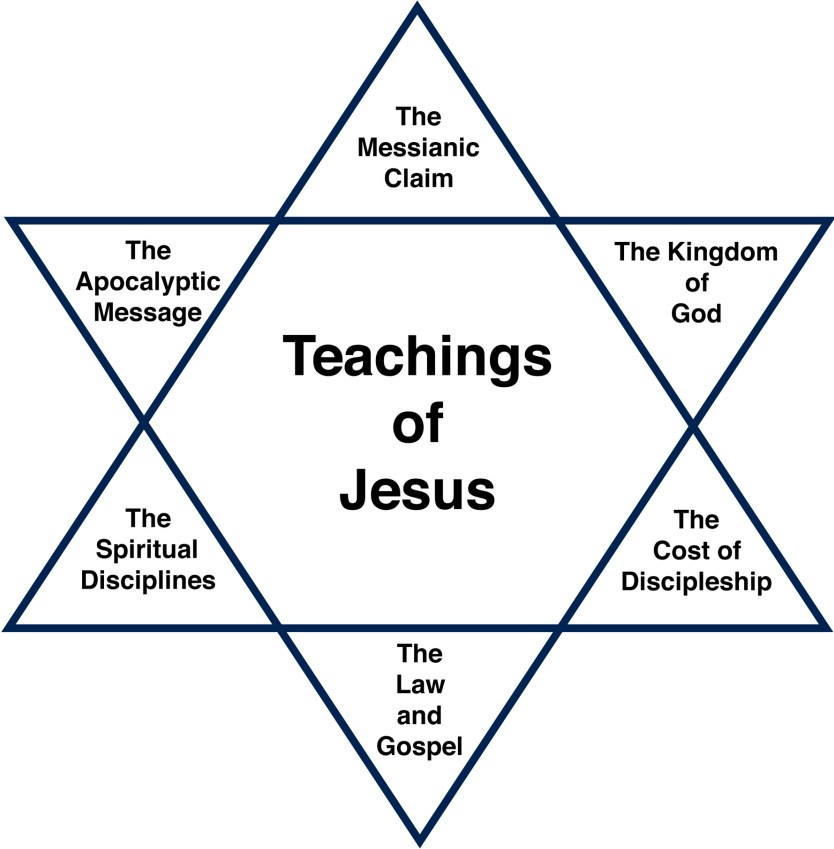 The
Messianic
Claim
The
Apocalyptic
Message
The Kingdom
of
God
Teachings
of
Jesus
The
Spiritual
Disciplines
The
Cost of
Discipleship
The
Law
and
Gospel